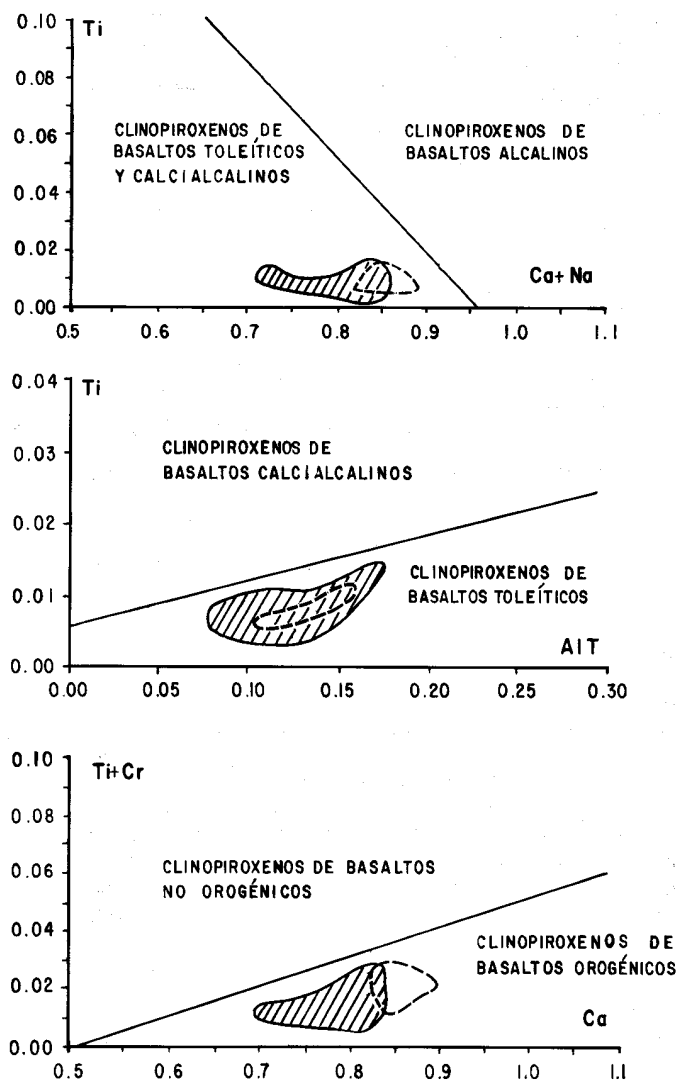 0.10 Ti
0.08
CLINOPIROXENOS DE
BASALTOS TOLEÍTICOS
Y CALCIALCALINOS
CLINOPIROXENOS DE
BASALTOS ALCALINOS
0.06
0.04
0.02
0.00
Ca+Na
0.5 0.6 0.7 0.8 0.9 1.0 1.1
0.04 Ti
CLINOPIROXENOS DE
BASALTOS CALCIALCALINOS
0.03
0.02
CLINOPIROXENOS DE
BASALTOS TOLEÍTICOS
0.01
0.00
AlT
0.00 0.05 0.10 0.15 0.20 0.25 0.30
0.10 Ti+Cr
0.08
CLINOPIROXENOS DE BASALTOS
NO OROGÉNICOS
0.06
0.04
CLINOPIROXENOS DE
BASALTOS OROGÉNICOS
0.02
0.00
Ca
0.5 0.6 0.7 0.8 0.9 1.0 1.1